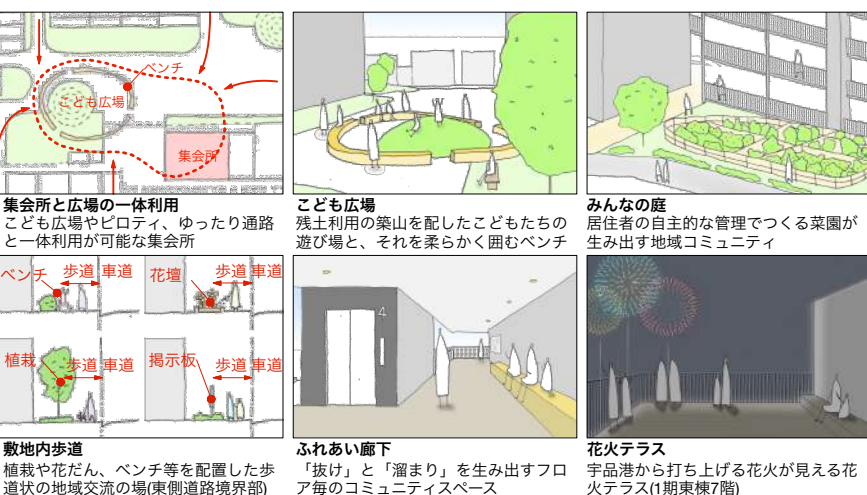 ベンチ
こども広場
集会所
集会所と広場の一体利用
こども広場やピロティ、ゆったり通路
と一体利用が可能な集会所
こども広場
残土利用の築山を配したこどもたちの
遊び場と、それを柔らかく囲むベンチ
みんなの庭
居住者の自主的な管理でつくる菜園が
生み出す地域コミュニティ
ベンチ 歩道 車道
花壇 歩道 車道
植栽 歩道 車道
掲示板 歩道 車道
敷地内歩道
植栽や花だん、ベンチ等を配置した歩
道状の地域交流の場(東側道路境界部)
4
ふれあい廊下
「抜け」と「溜まり」を生み出すフロ
ア毎のコミュニティスペース
花火テラス
宇品港から打ち上げる花火が見える花
火テラス(1期東棟7階)